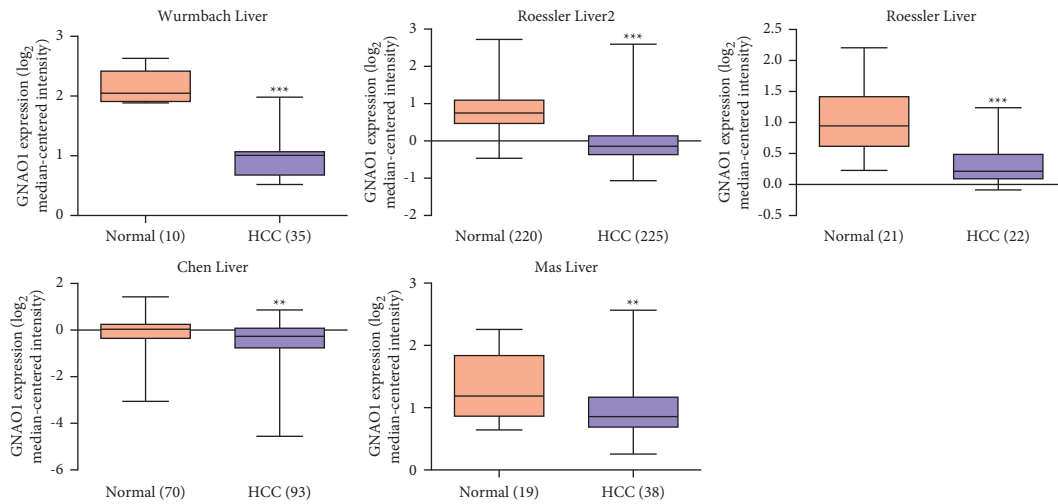 Wurmbach Liver
GNAO1 expression (log2
median-centered intensity)
3
2
1
0
***
Normal (10)
HCC (35)
Roessler Liver2
GNAO1 expression (log2
median-centered intensity)
3
2
1
0
-1
-2
***
Normal (220)
HCC (225)
Roessler Liver
GNAO1 expression (log2
median-centered intensity)
2.5
2.0
1.5
1.0
0.5
0.0
-0.5
***
Normal (21)
HCC (22)
Chen Liver
GNAO1 expression (log2
median-centered intensity)
2
0
-2
-4
-6
**
Normal (70)
HCC (93)
Mas Liver
GNAO1 expression (log2
median-centered intensity)
3
2
1
0
**
Normal (19)
HCC (38)